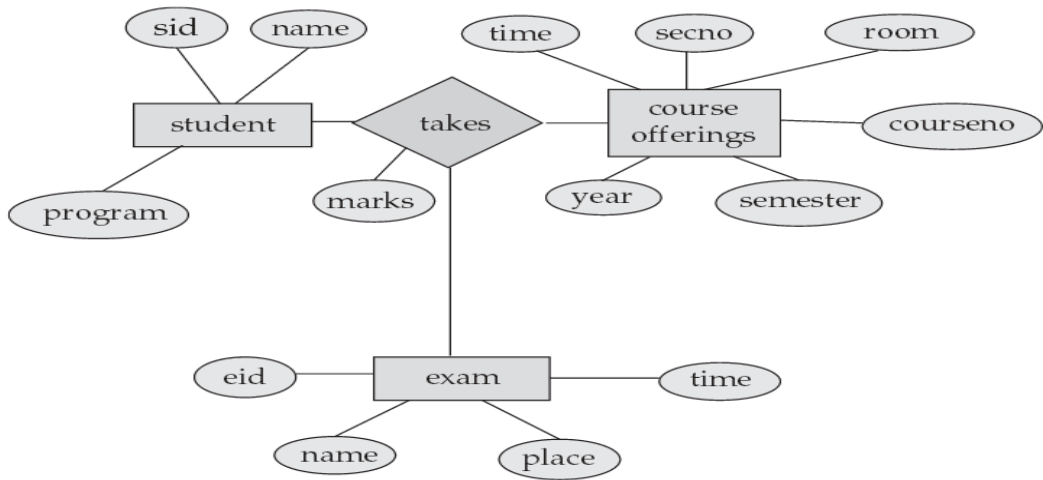 sid
name
time
secno
room
student
takes
course
offerings
courseno
program
marks
year
semester
eid
exam
time
name
place